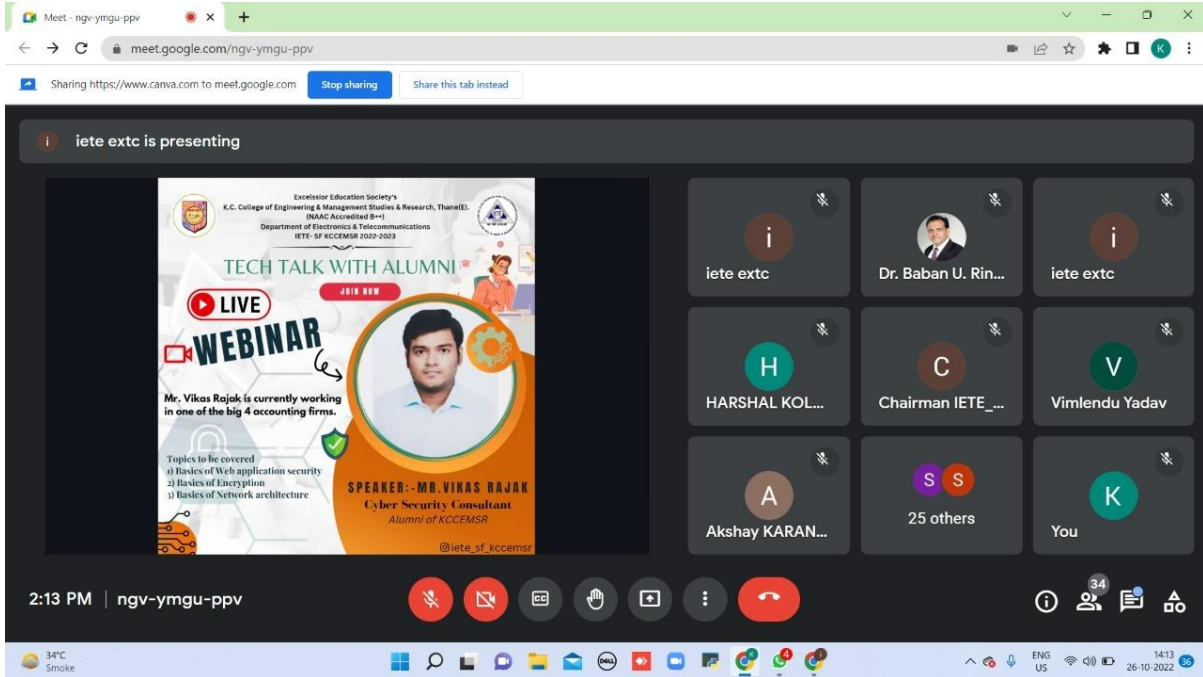 Meet - ngv-ymgu-ppv
meet.google.com/ngv-ymgu-ppv
K
Sharing https://www.canva.com to meet.google.com
Stop sharing
Share this tab instead
i
iete extc is presenting
Excelssior Education Society's
K.C. College of Engineering & Management Studies & Research, Thane(E).
(NAAC Accredited B++)
Department of Electronics & Telecommunications
IETE- SF KCCEMSR 2022-2023
TECH TALK WITH ALUMNI
JOIN NOW
LIVE
WEBINAR
Mr. Vikas Rajak is currently working
in one of the big 4 accounting firms.
Topics to be covered
1) Basics of Web application security
2) Basics of Encryption
3) Basics of Network architecture
SPEAKER:-MR.VIKAS RAJAK
Cyber Security Consultant
Alumni of KCCEMSR
@iete_sf_kccemsr
i
iete extc
Dr. Baban U. Rin...
i
iete extc
H
HARSHAL KOL...
C
Chairman IETE_...
V
Vimlendu Yadav
A
Akshay KARAN...
S S
25 others
K
You
2:13 PM | ngv-ymgu-ppv
CC
34
34°C
Smoke
DELL
K
4
ENG
US
14:13
26-10-2022
36